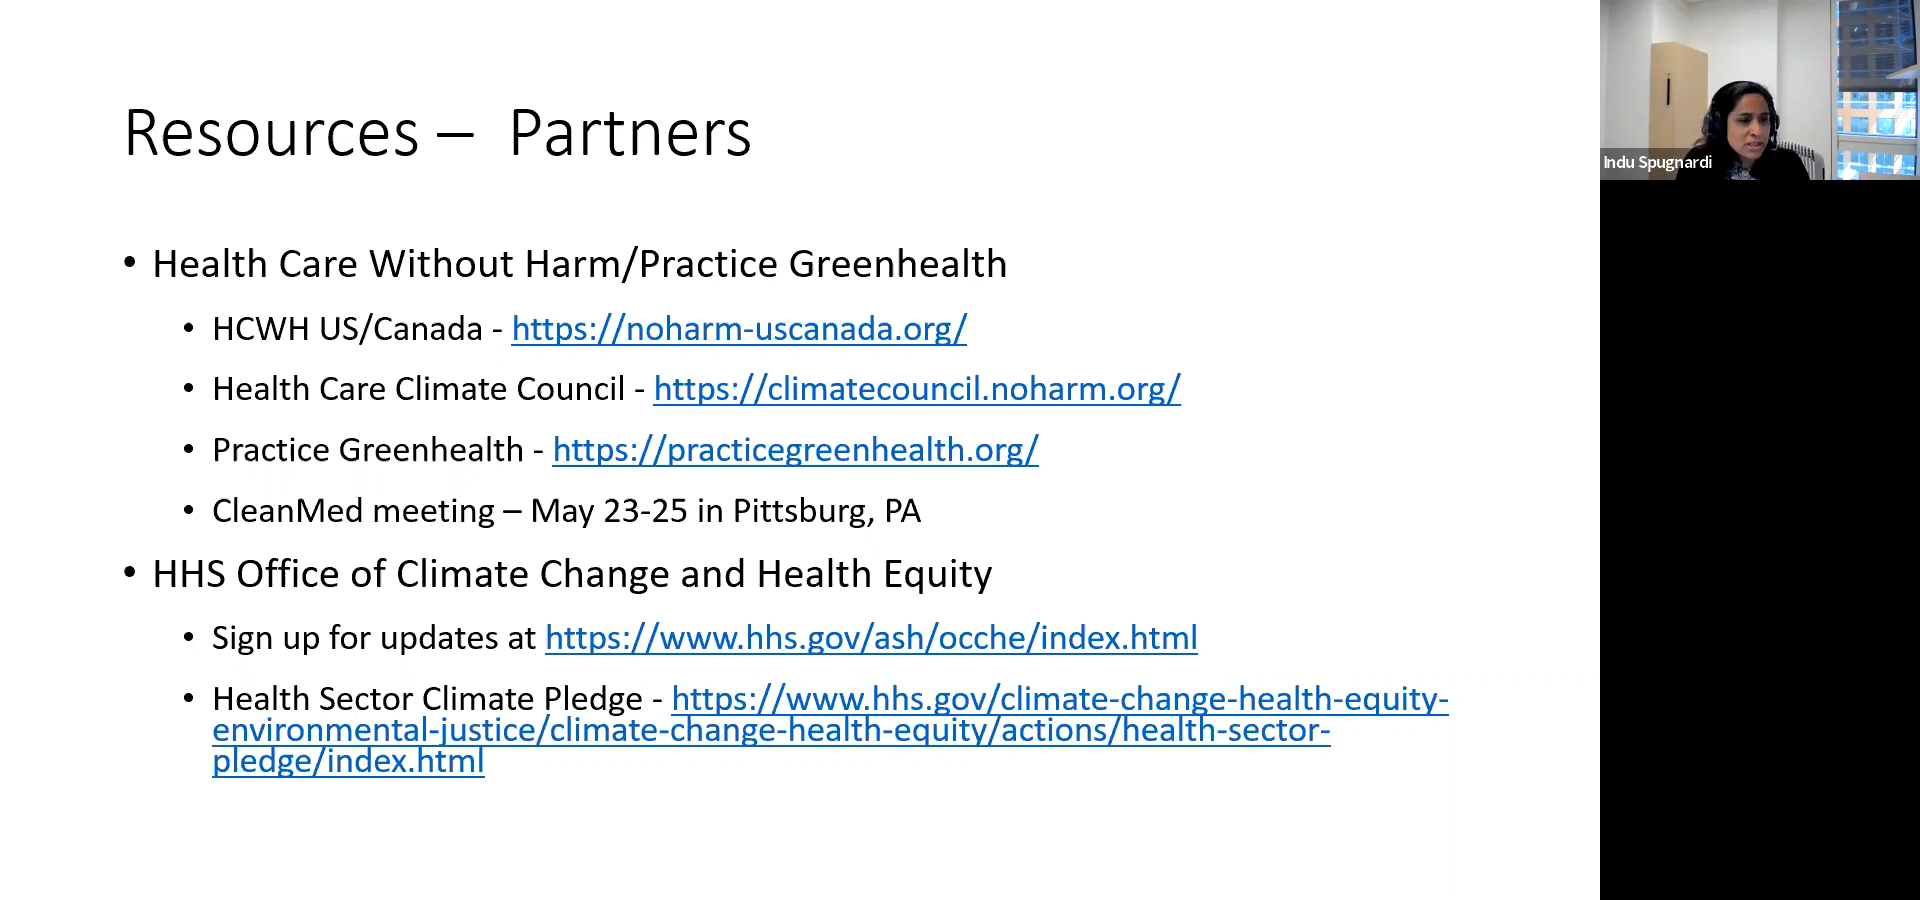 Resources – Partners
Indu Spugnardi
• Health Care Without Harm/Practice Greenhealth
• HCWH US/Canada - https://noharm-uscanada.org/
• Health Care Climate Council - https://climatecouncil.noharm.org/
• Practice Greenhealth - https://practicegreenhealth.org/
• CleanMed meeting – May 23-25 in Pittsburg, PA
• HHS Office of Climate Change and Health Equity
• Sign up for updates at https://www.hhs.gov/ash/ocche/index.html
• Health Sector Climate Pledge - https://www.hhs.gov/climate-change-health-equity-
environmental-justice/climate-change-health-equity/actions/health-sector-
pledge/index.html